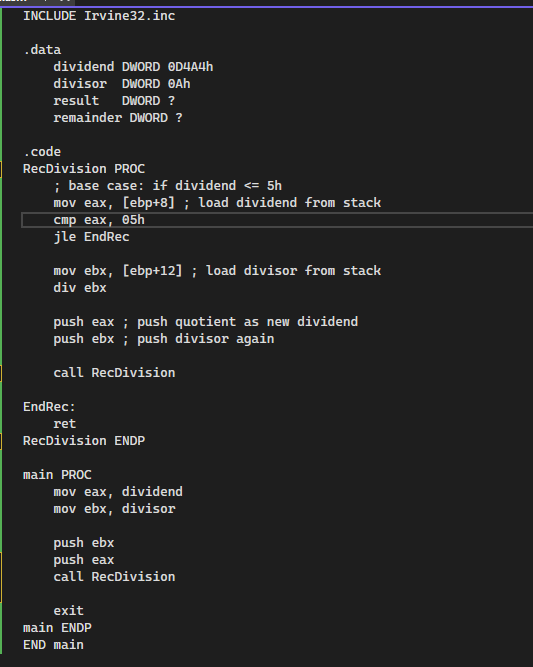 INCLUDE Irvine32.inc
.data
dividend DWORD 0D4A4h
divisor  DWORD 0Ah
result   DWORD ?
remainder DWORD ?
.code
RecDivision PROC
; base case: if dividend <= 5h
mov eax, [ebp+8] ; load dividend from stack
cmp eax, 05h
jle EndRec
mov ebx, [ebp+12] ; load divisor from stack
div ebx
push eax ; push quotient as new dividend
push ebx ; push divisor again
call RecDivision
EndRec:
ret
RecDivision ENDP
main PROC
mov eax, dividend
mov ebx, divisor
push ebx
push eax
call RecDivision
exit
main ENDP
END main